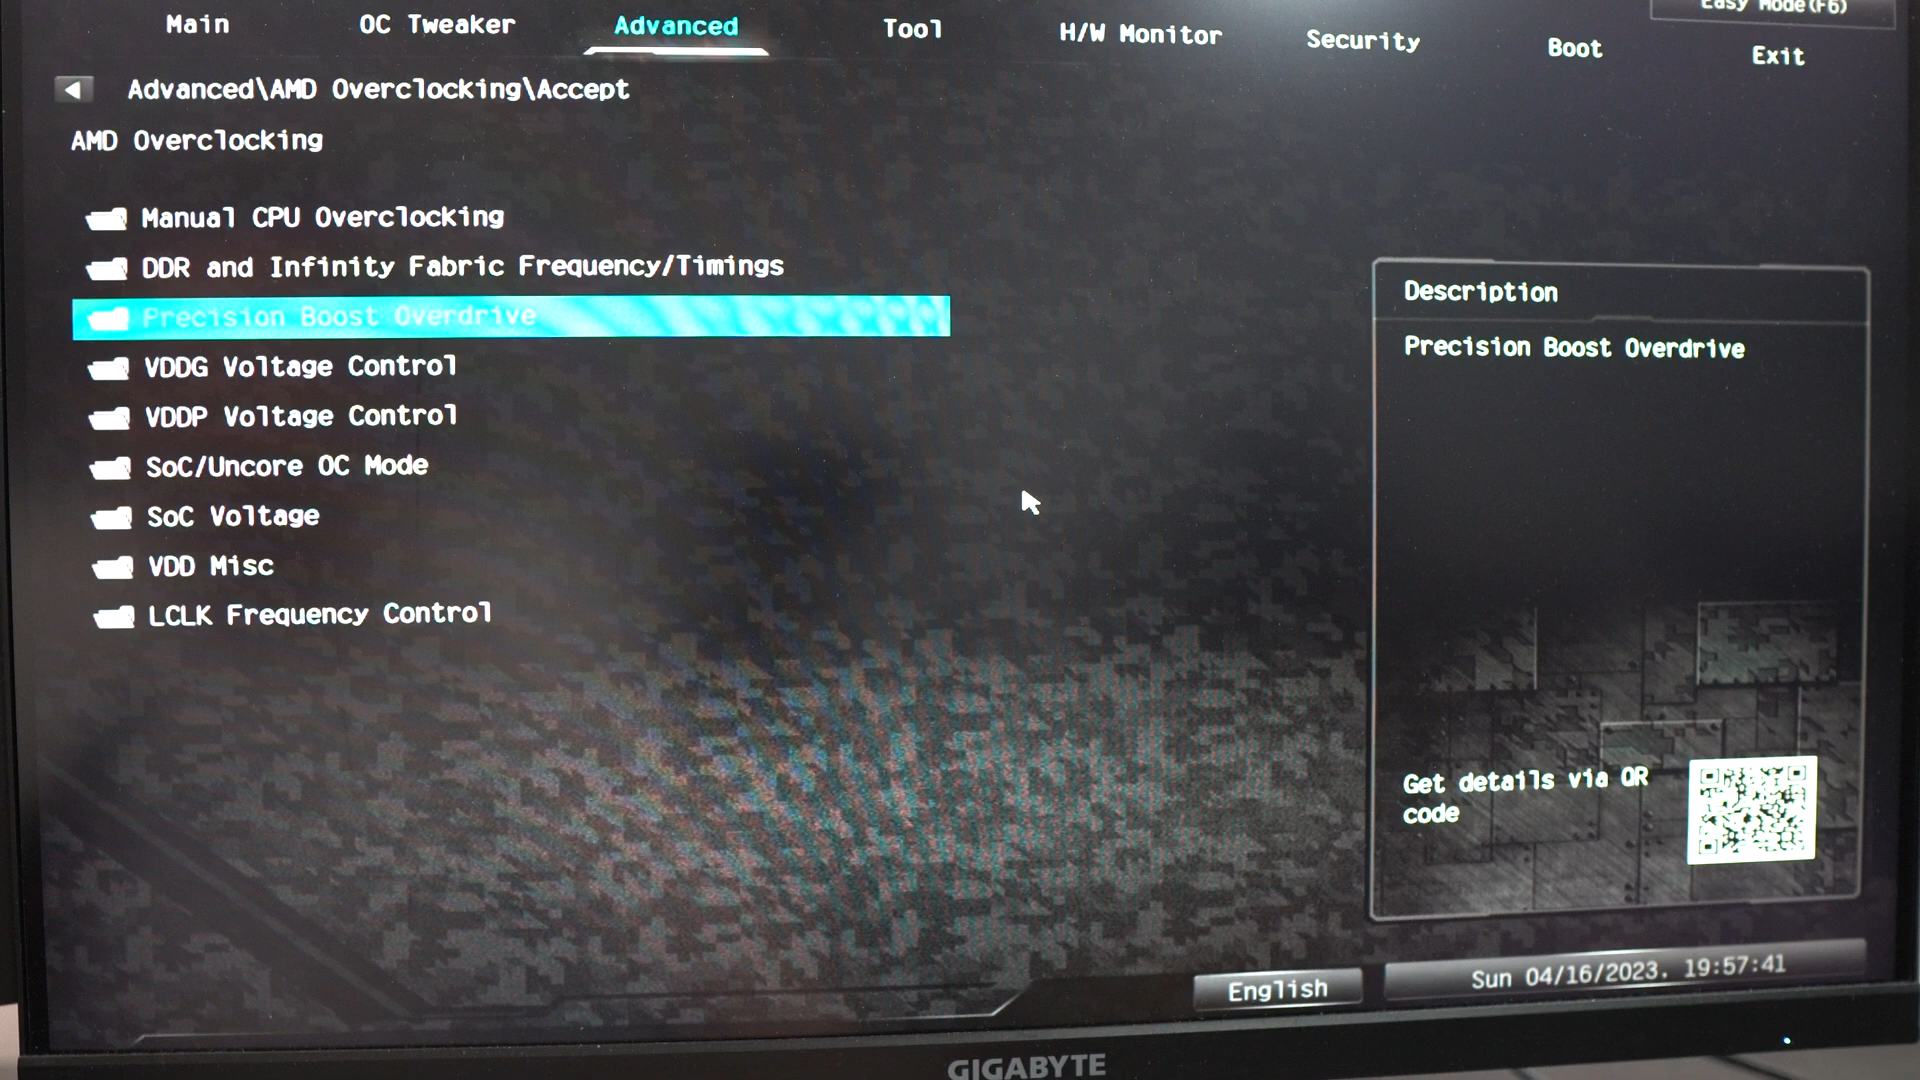 Easy Mode(F6)
Main
OC Tweaker
Advanced
Tool
H/W Monitor
Security
Boot
Exit
Advanced\AMD Overclocking\Accept
AMD Overclocking
Manual CPU Overclocking
DDR and Infinity Fabric Frequency/Timings
Precision Boost Overdrive
VDDG Voltage Control
VDDP Voltage Control
SoC/Uncore OC Mode
SoC Voltage
VDD Misc
LCLK Frequency Control
Description
Precision Boost Overdrive
Get details via QR
code
English
Sun 04/16/2023. 19:57:41
GIGABYTE